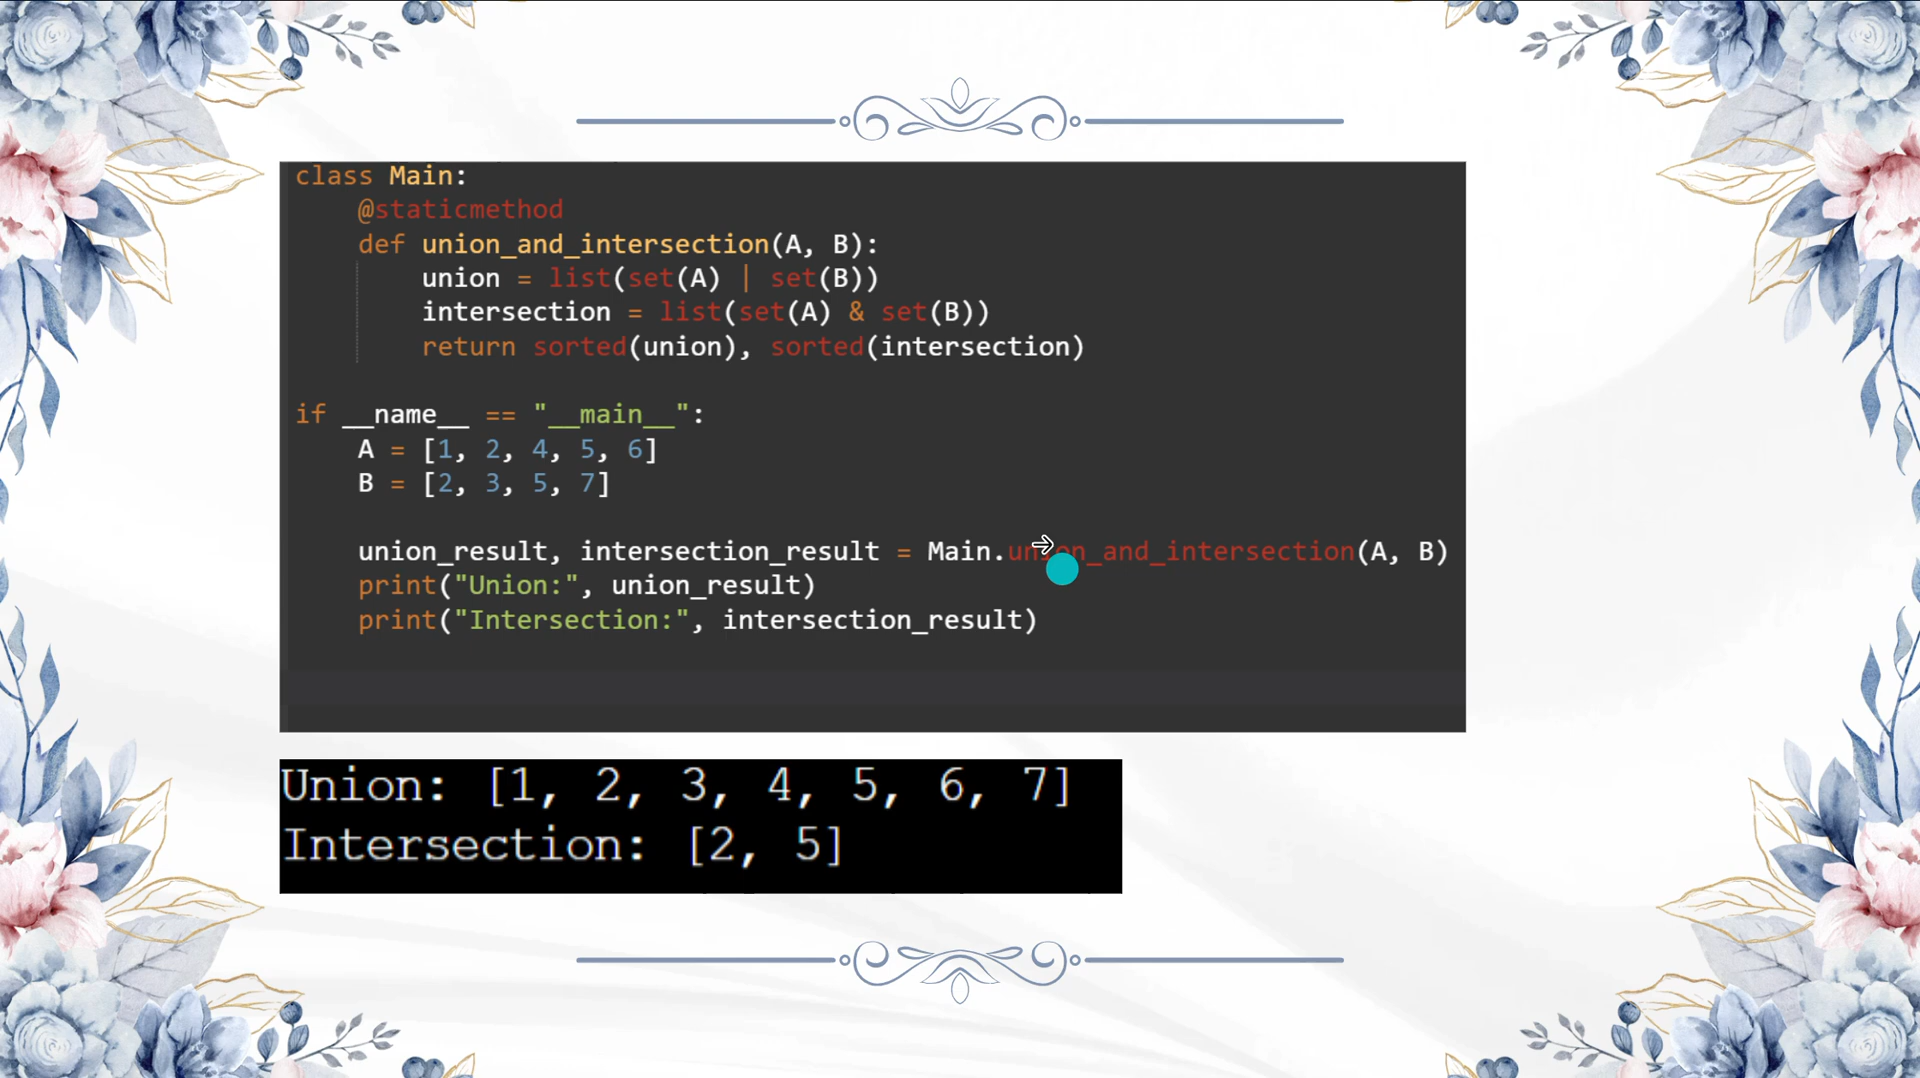 class Main:
    @staticmethod
    def union_and_intersection(A, B):
        union = list(set(A) | set(B))
        intersection = list(set(A) & set(B))
        return sorted(union), sorted(intersection)
if __name__ == "__main__":
    A = [1, 2, 4, 5, 6]
    B = [2, 3, 5, 7]
    union_result, intersection_result = Main.union_and_intersection(A, B)
    print("Union:", union_result)
    print("Intersection:", intersection_result)
Union: [1, 2, 3, 4, 5, 6, 7]
Intersection: [2, 5]